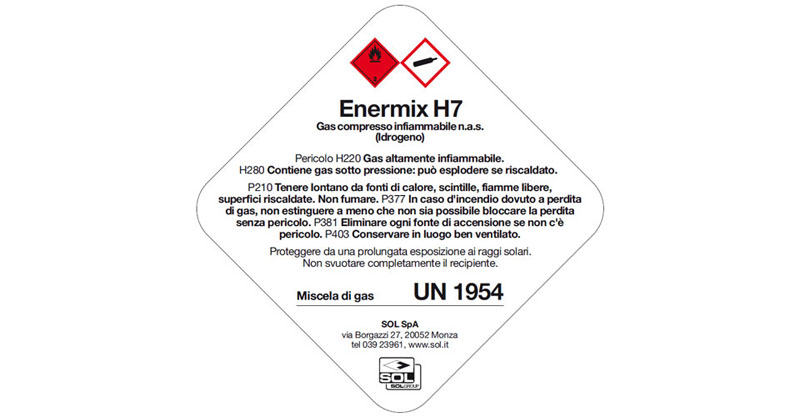 2
Enermix H7
Gas compresso infiammabile n.a.s.
(Idrogeno)
Pericolo H220 Gas altamente infiammabile.
H280 Contiene gas sotto pressione: può esplodere se riscaldato.
P210 Tenere lontano da fonti di calore, scintille, fiamme libere,
superfici riscaldate. Non fumare. P377 In caso d'incendio dovuto a perdita
di gas, non estinguere a meno che non sia possibile bloccare la perdita
senza pericolo. P381 Eliminare ogni fonte di accensione se non c'è
pericolo. P403 Conservare in luogo ben ventilato.
Proteggere da una prolungata esposizione ai raggi solari.
Non svuotare completamente il recipiente.
Miscela di gas UN 1954
SOL SpA
via Borgazzi 27, 20052 Monza
tel 039 23961, www.sol.it
SOL
SOLGROUP